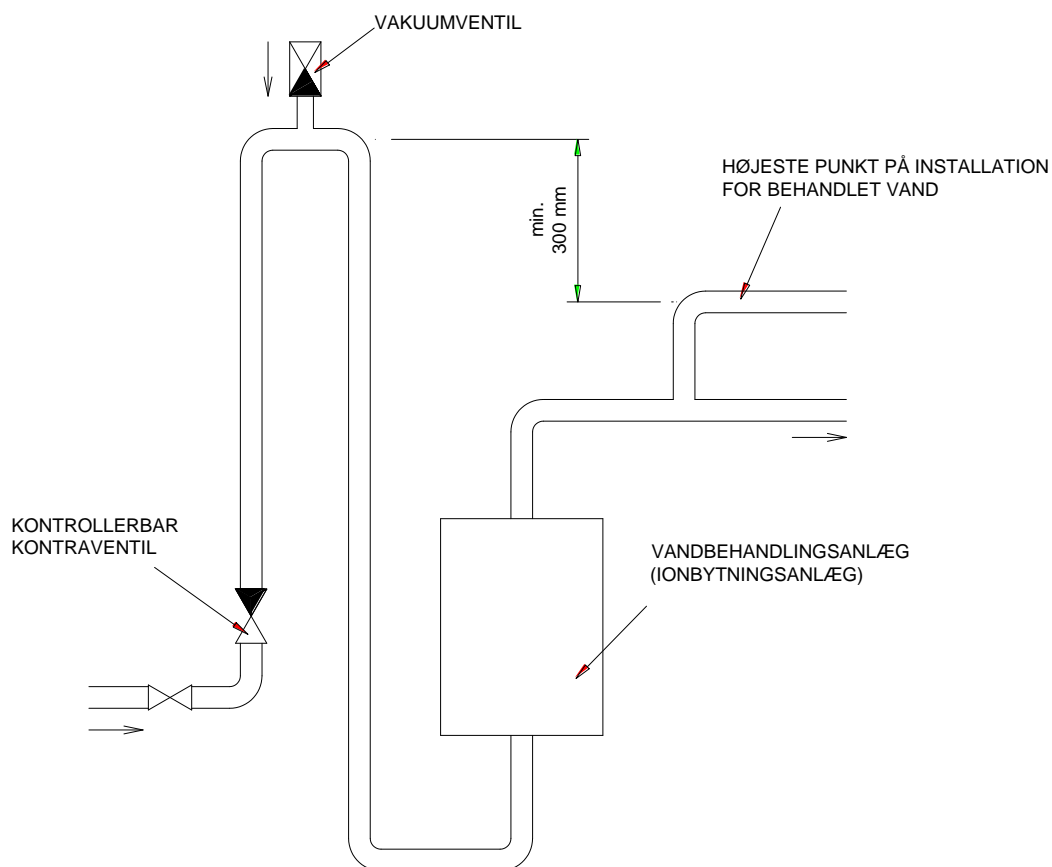 VAKUUMVENTIL
HØJESTE PUNKT PÅ INSTALLATION
FOR BEHANDLET VAND
min.
300 mm
KONTROLLERBAR
KONTRAVENTIL
VANDBEHANDLINGSANLÆG
(IONBYTNINGSANLÆG)